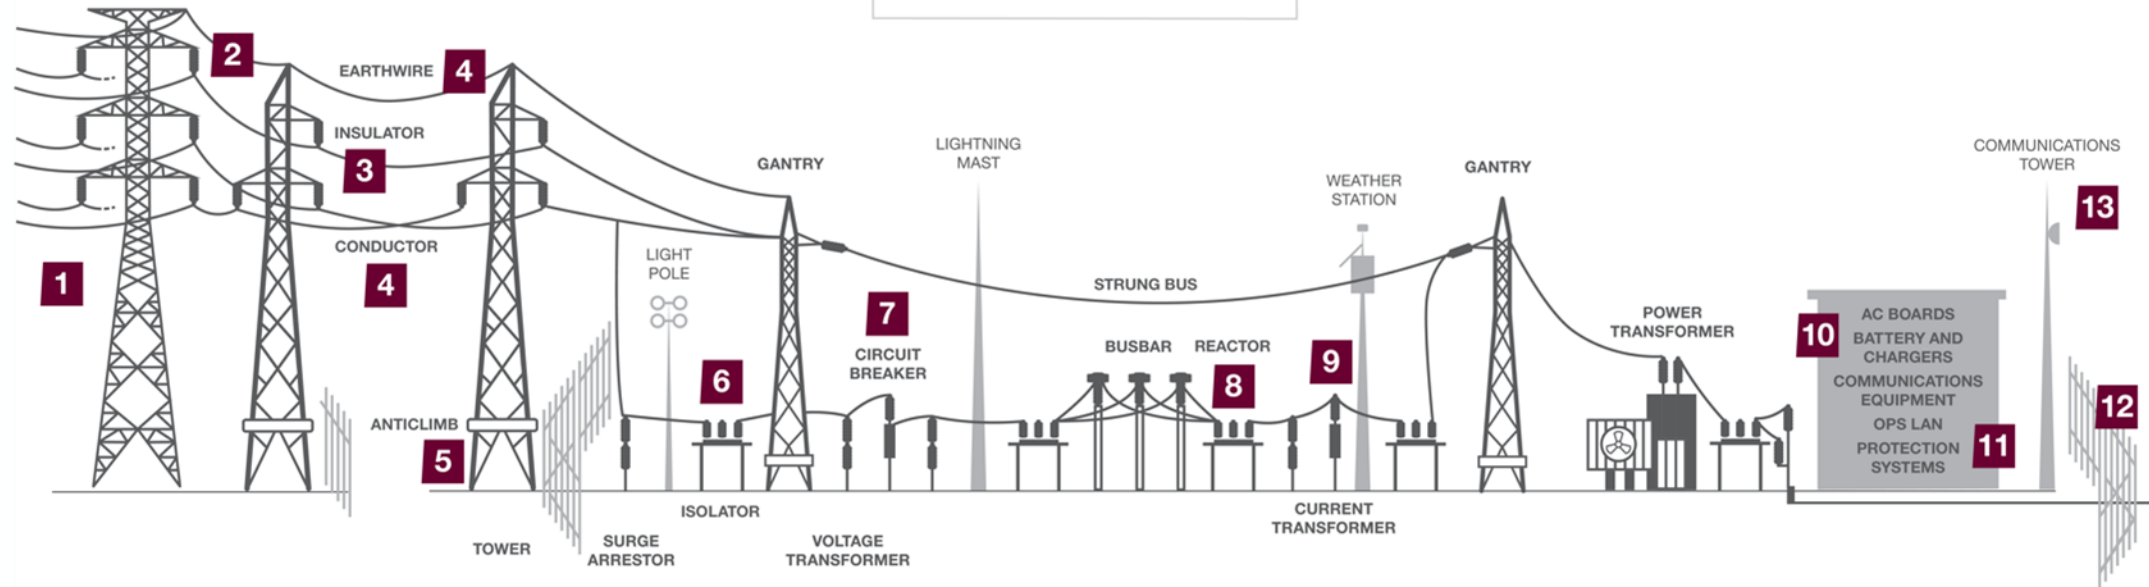 2
EARTHWIRE
4
INSULATOR
3
CONDUCTOR
4
1
ANTICLIMB
5
TOWER
LIGHT
POLE
6
ISOLATOR
SURGE
ARRESTOR
GANTRY
7
CIRCUIT
BREAKER
VOLTAGE
TRANSFORMER
LIGHTNING
MAST
STRUNG BUS
BUSBAR
REACTOR
8
9
WEATHER
STATION
CURRENT
TRANSFORMER
GANTRY
POWER
TRANSFORMER
10
AC BOARDS
BATTERY AND
CHARGERS
COMMUNICATIONS
EQUIPMENT
OPS LAN
PROTECTION
SYSTEMS
11
COMMUNICATIONS
TOWER
13
12